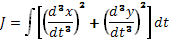 J = ∫[(d³x/dt³)² + (d³y/dt³)²] dt